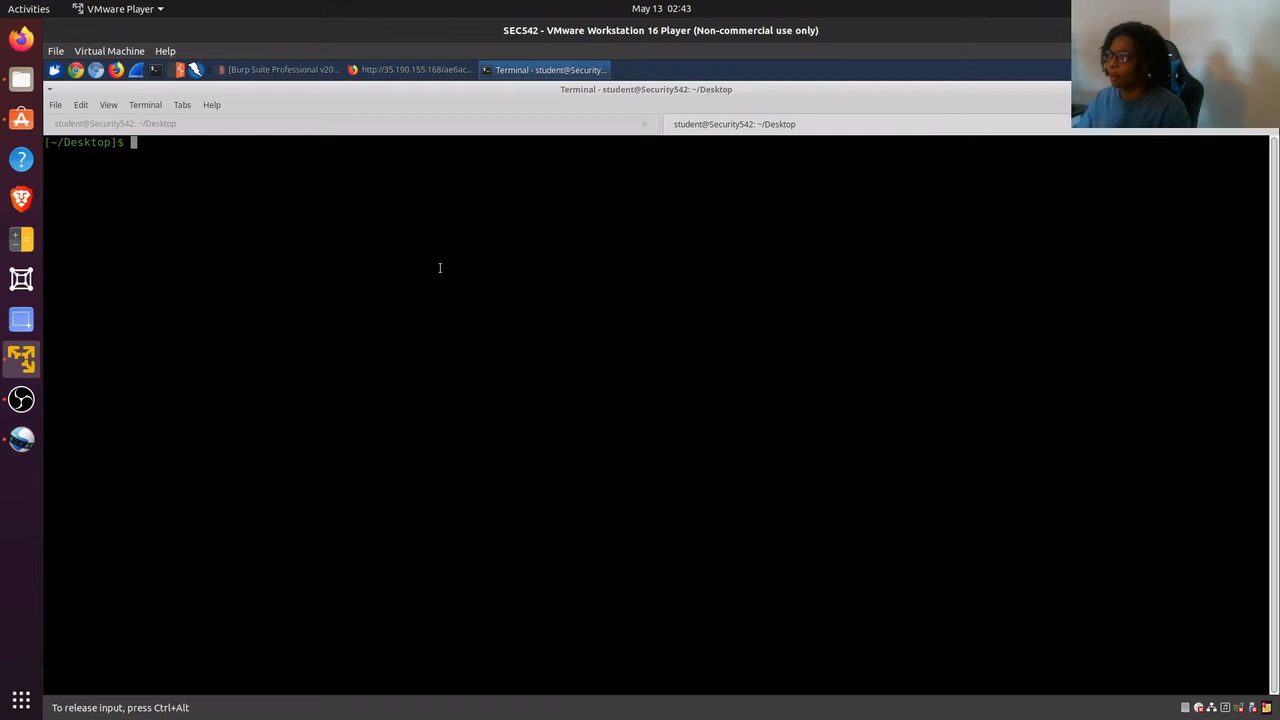 Activities
VMware Player
May 13 02:43
SEC542 - VMware Workstation 16 Player (Non-commercial use only)
File Virtual Machine Help
[Burp Suite Professional v20...
http://35.190.155.168/ae6ac...
Terminal - student@Security...
Terminal - student@Security542: ~/Desktop
File Edit View Terminal Tabs Help
student@Security542: ~/Desktop
student@Security542: ~/Desktop
[~/Desktop]$
To release input, press Ctrl+Alt